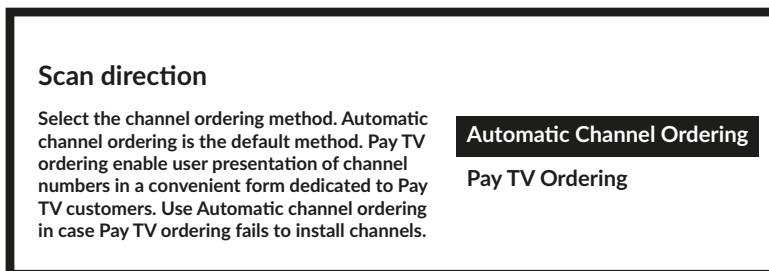 Scan direction
Select the channel ordering method. Automatic
channel ordering is the default method. Pay TV
ordering enable user presentation of channel
numbers in a convenient form dedicated to Pay
TV customers. Use Automatic channel ordering
in case Pay TV ordering fails to install channels.
Automatic Channel Ordering
Pay TV Ordering